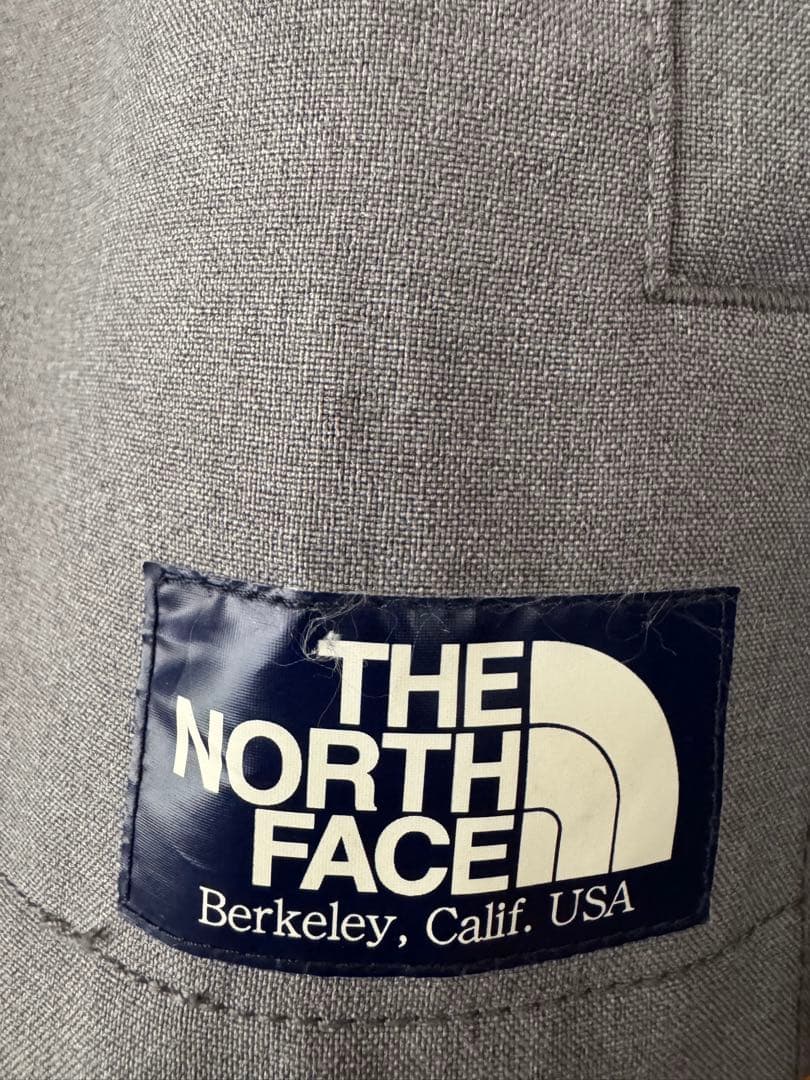 THE
NORTH
FACE
Berkeley, Calif. USA